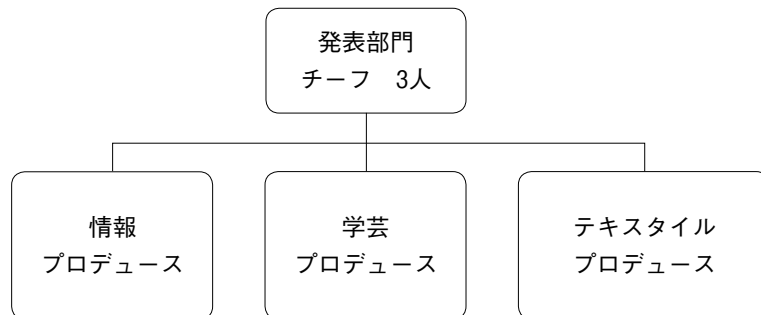 発表部門
チーフ　3人
情報
プロデュース
学芸
プロデュース
テキスタイル
プロデュース